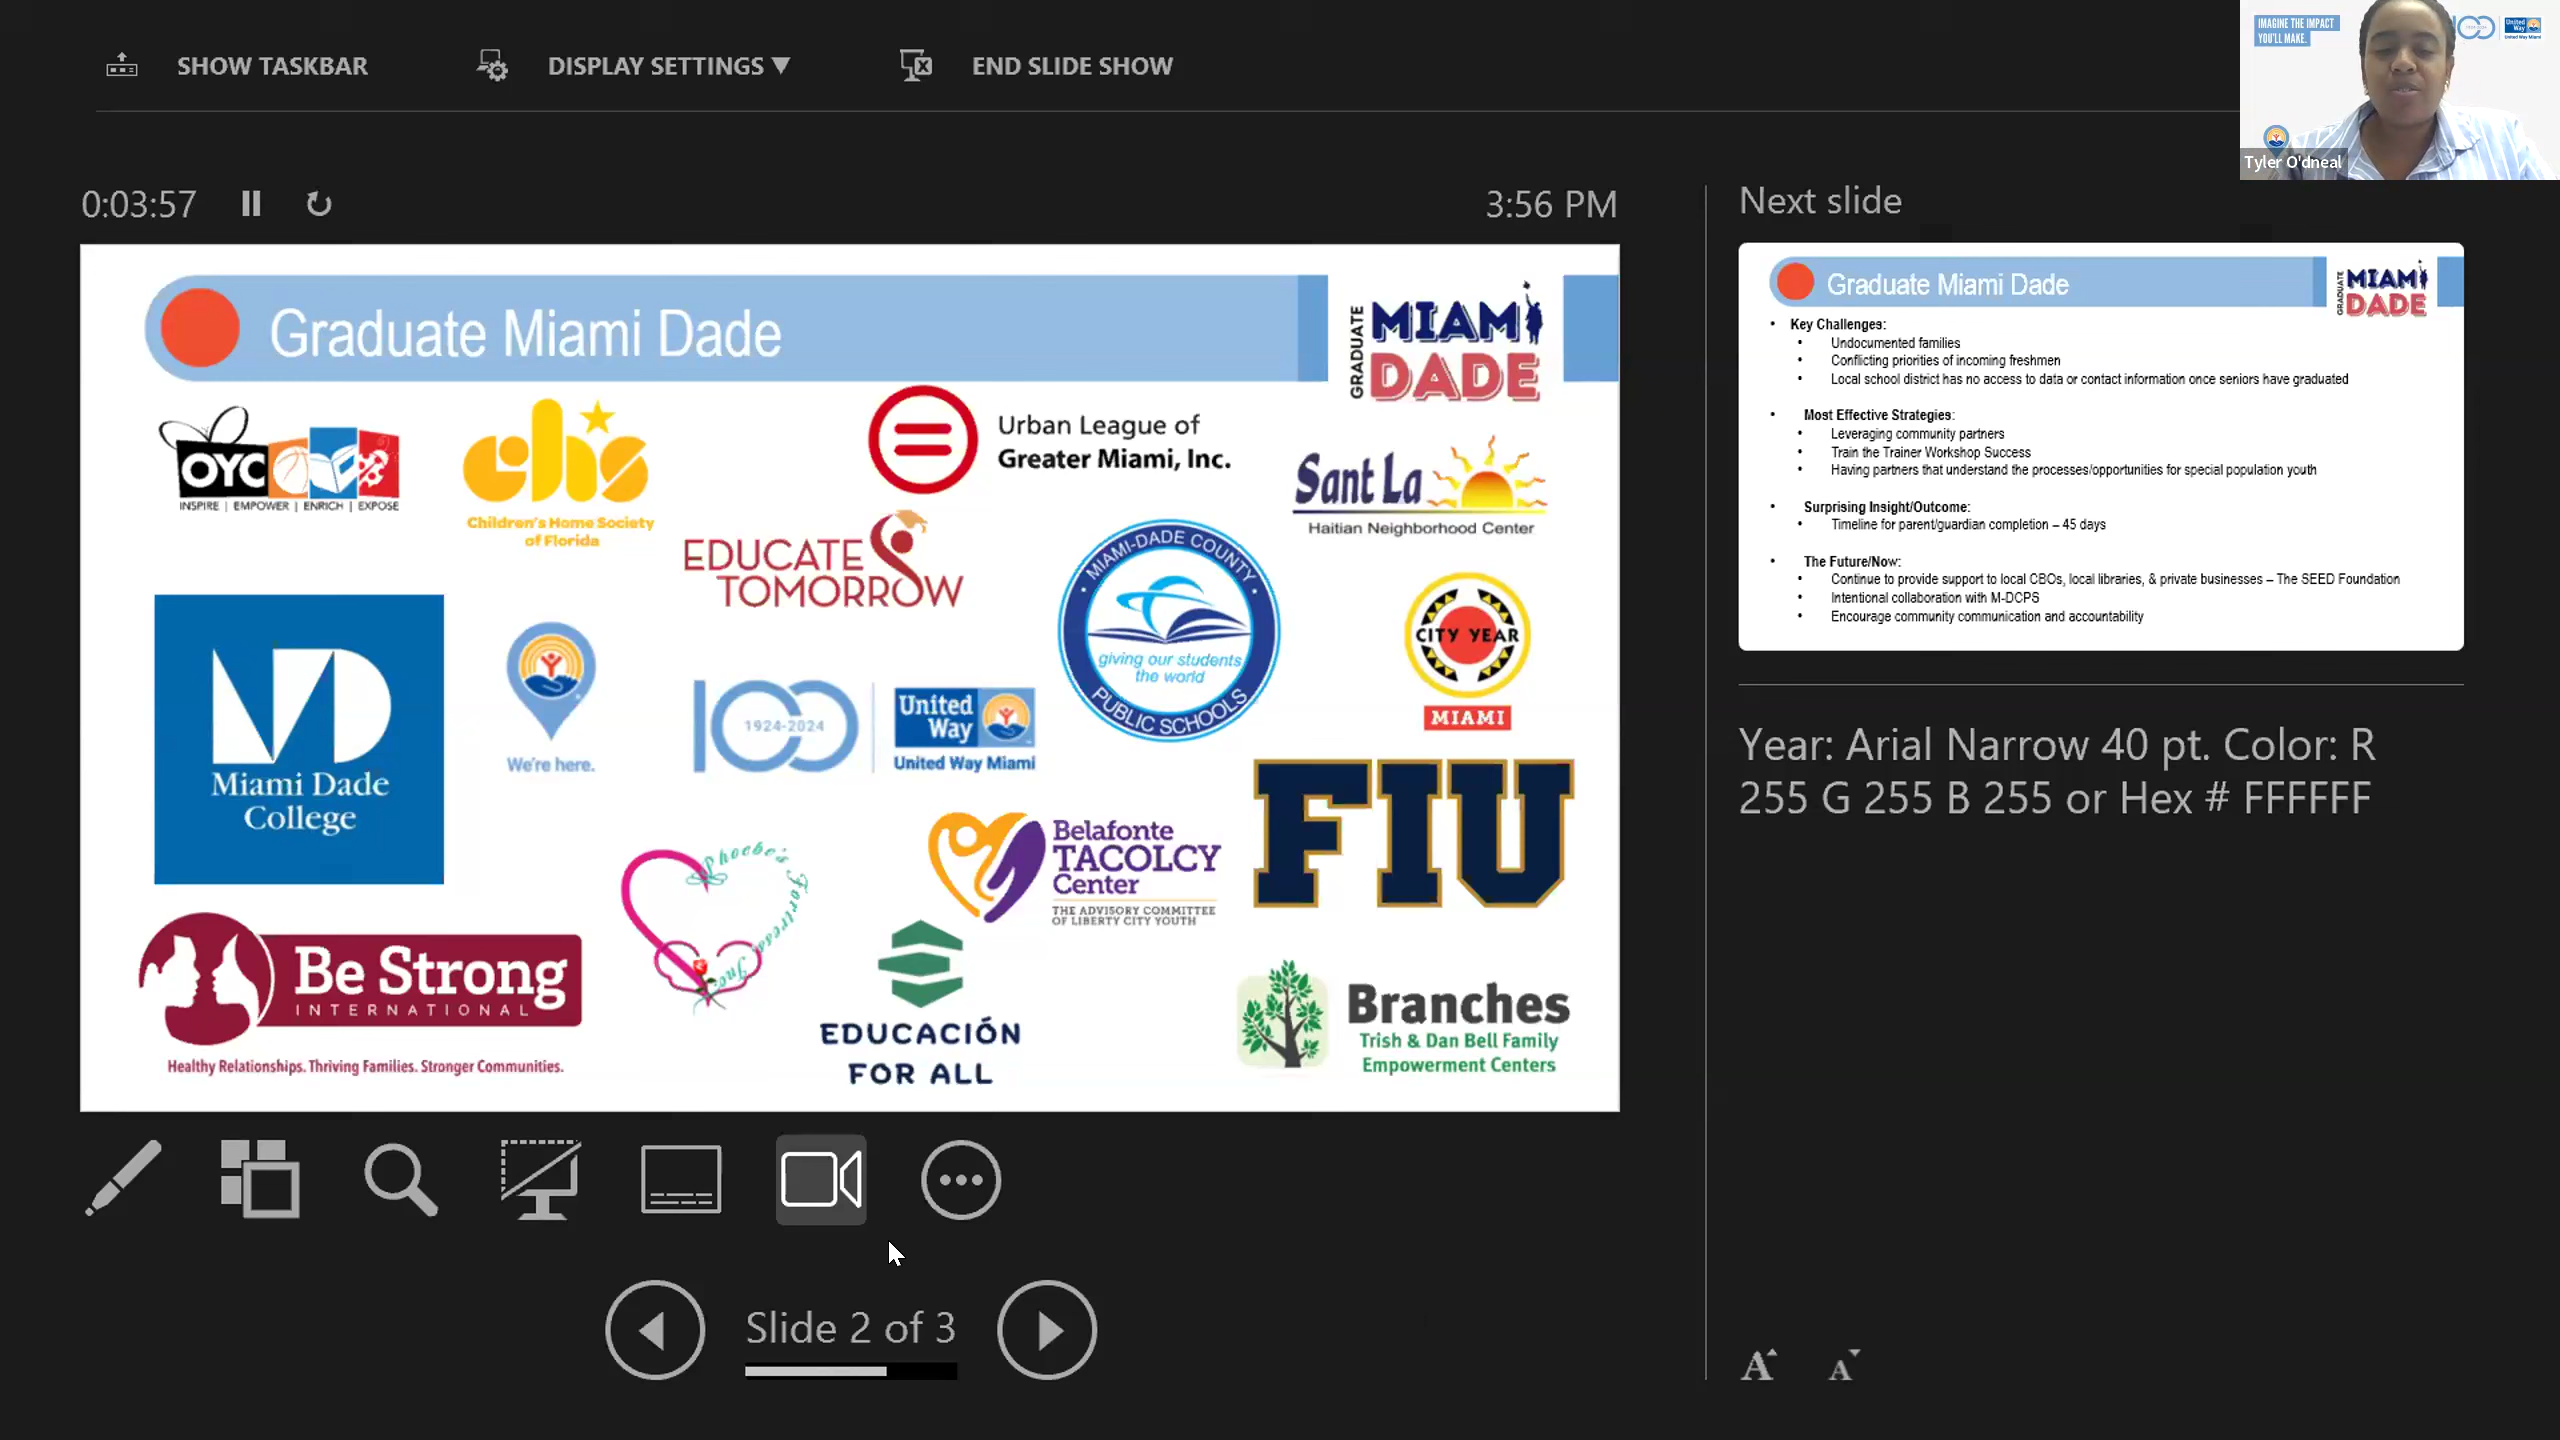 SHOW TASKBAR
DISPLAY SETTINGS ▼
END SLIDE SHOW
IMAGINE THE IMPACT
YOU'LL MAKE.
United
Way
United Way Miami
Tyler O'dneal
0:03:57
3:56 PM
Graduate Miami Dade
GRADUATE
MIAMI
DADE
OYC
INSPIRE | EMPOWER | ENRICH | EXPOSE
chs
Children's Home Society
of Florida
Urban League of
Greater Miami, Inc.
Sant La
Haitian Neighborhood Center
EDUCATE
TOMORROW
MIAMI-DADE COUNTY
giving our students
the world
PUBLIC SCHOOLS
CITY YEAR
MIAMI
MD
Miami Dade
College
We're here.
100
1924-2024
United
Way
United Way Miami
FIU
Belafonte
TACOLCY
Center
THE ADVISORY COMMITTEE
OF LIBERTY CITY YOUTH
Phoebe's Fortress Inc
Be Strong
INTERNATIONAL
Healthy Relationships. Thriving Families. Stronger Communities.
EDUCACIÓN
FOR ALL
Branches
Trish & Dan Bell Family
Empowerment Centers
Slide 2 of 3
Next slide
Graduate Miami Dade
GRADUATE
MIAMI
DADE
• Key Challenges:
• Undocumented families
• Conflicting priorities of incoming freshmen
• Local school district has no access to data or contact information once seniors have graduated
• Most Effective Strategies:
• Leveraging community partners
• Train the Trainer Workshop Success
• Having partners that understand the processes/opportunities for special population youth
• Surprising Insight/Outcome:
• Timeline for parent/guardian completion – 45 days
• The Future/Now:
• Continue to provide support to local CBOs, local libraries, & private businesses – The SEED Foundation
• Intentional collaboration with M-DCPS
• Encourage community communication and accountability
Year: Arial Narrow 40 pt. Color: R
255 G 255 B 255 or Hex # FFFFFF
A A